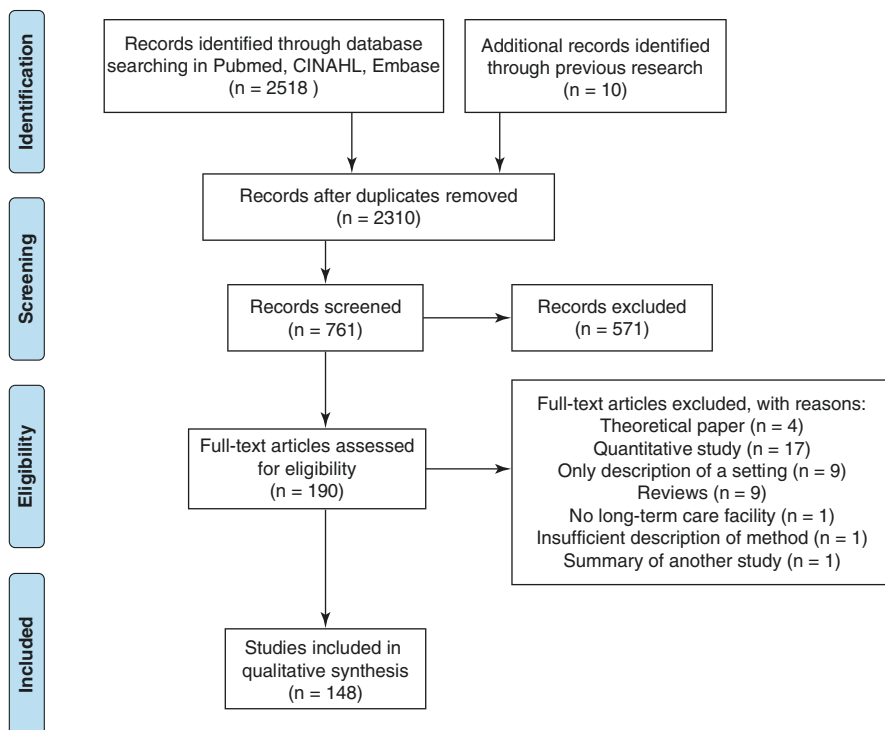 Identification
Records identified through database
searching in Pubmed, CINAHL, Embase
(n = 2518 )
Additional records identified
through previous research
(n = 10)
Records after duplicates removed
(n = 2310)
Screening
Records screened
(n = 761)
Records excluded
(n = 571)
Eligibility
Full-text articles assessed
for eligibility
(n = 190)
Full-text articles excluded, with reasons:
Theoretical paper (n = 4)
Quantitative study (n = 17)
Only description of a setting (n = 9)
Reviews (n = 9)
No long-term care facility (n = 1)
Insufficient description of method (n = 1)
Summary of another study (n = 1)
Included
Studies included in
qualitative synthesis
(n = 148)